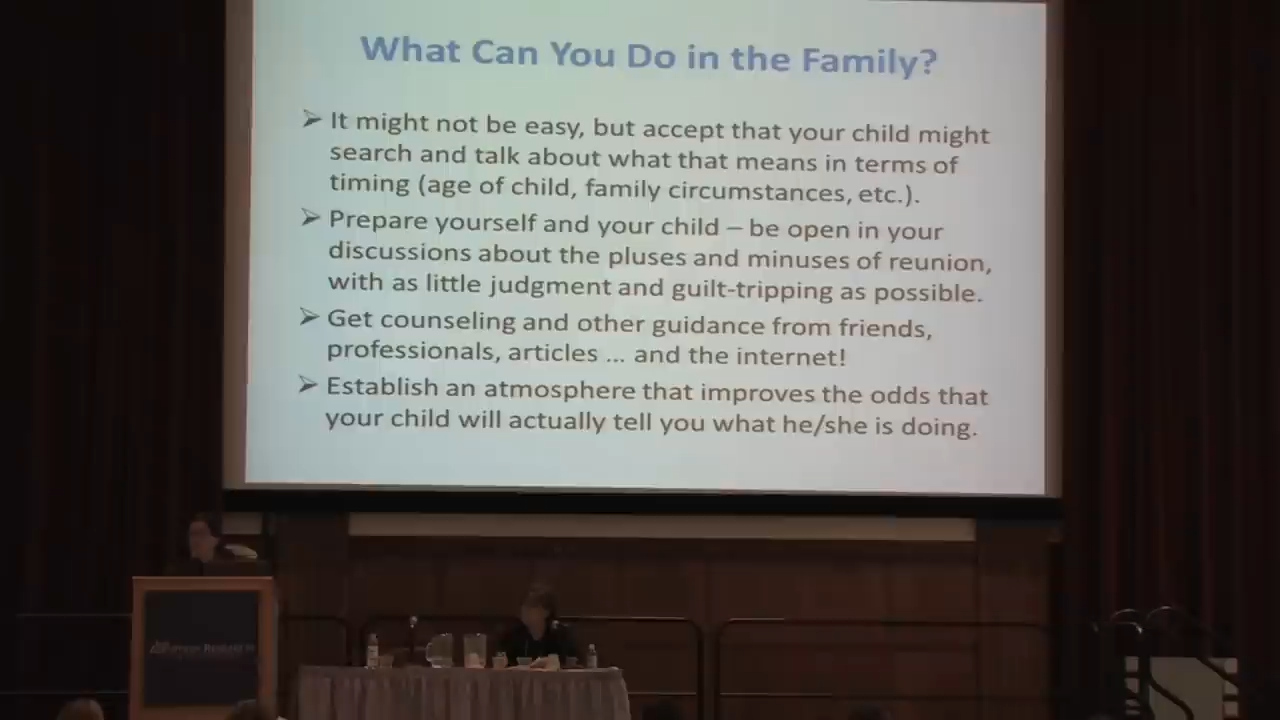 What Can You Do in the Family?
➢ It might not be easy, but accept that your child might
search and talk about what that means in terms of
timing (age of child, family circumstances, etc.).
➢ Prepare yourself and your child – be open in your
discussions about the pluses and minuses of reunion,
with as little judgment and guilt-tripping as possible.
➢ Get counseling and other guidance from friends,
professionals, articles ... and the internet!
➢ Establish an atmosphere that improves the odds that
your child will actually tell you what he/she is doing.